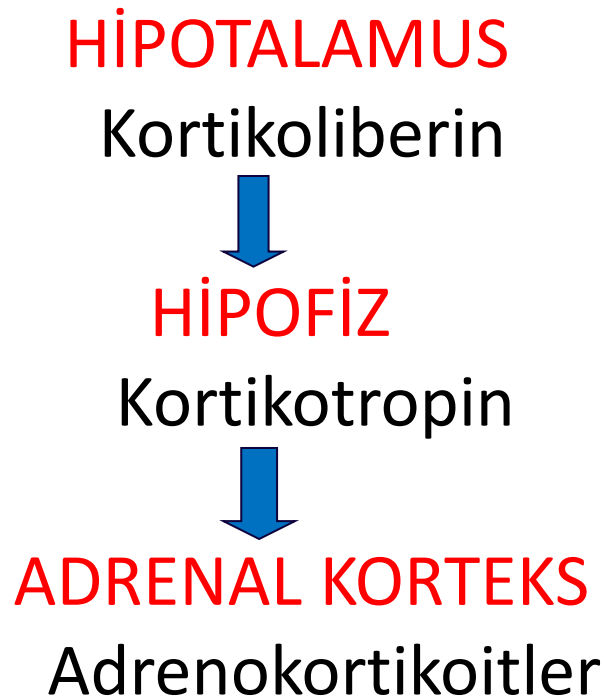 HİPOTALAMUS
Kortikoliberin
HİPOFİZ
Kortikotropin
ADRENAL KORTEKS
Adrenokortikoitler